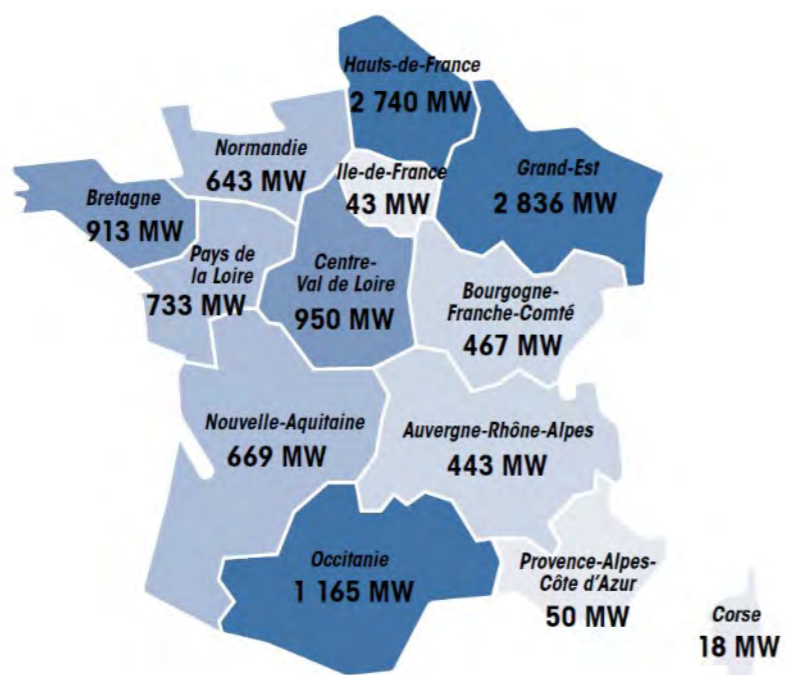 Hauts-de-France
2 740 MW
Normandie
643 MW
Ile-de-France
43 MW
Grand-Est
2 836 MW
Bretagne
913 MW
Pays de
la Loire
733 MW
Centre-
Val de Loire
950 MW
Bourgogne-
Franche-Comté
467 MW
Nouvelle-Aquitaine
669 MW
Auvergne-Rhône-Alpes
443 MW
Occitanie
1 165 MW
Provence-Alpes-
Côte d'Azur
50 MW
Corse
18 MW